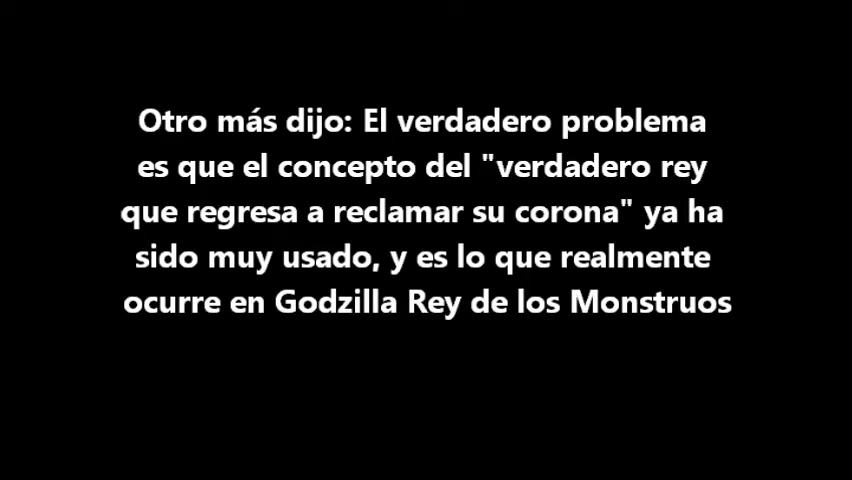 Otro más dijo: El verdadero problema
es que el concepto del "verdadero rey
que regresa a reclamar su corona" ya ha
sido muy usado, y es lo que realmente
ocurre en Godzilla Rey de los Monstruos